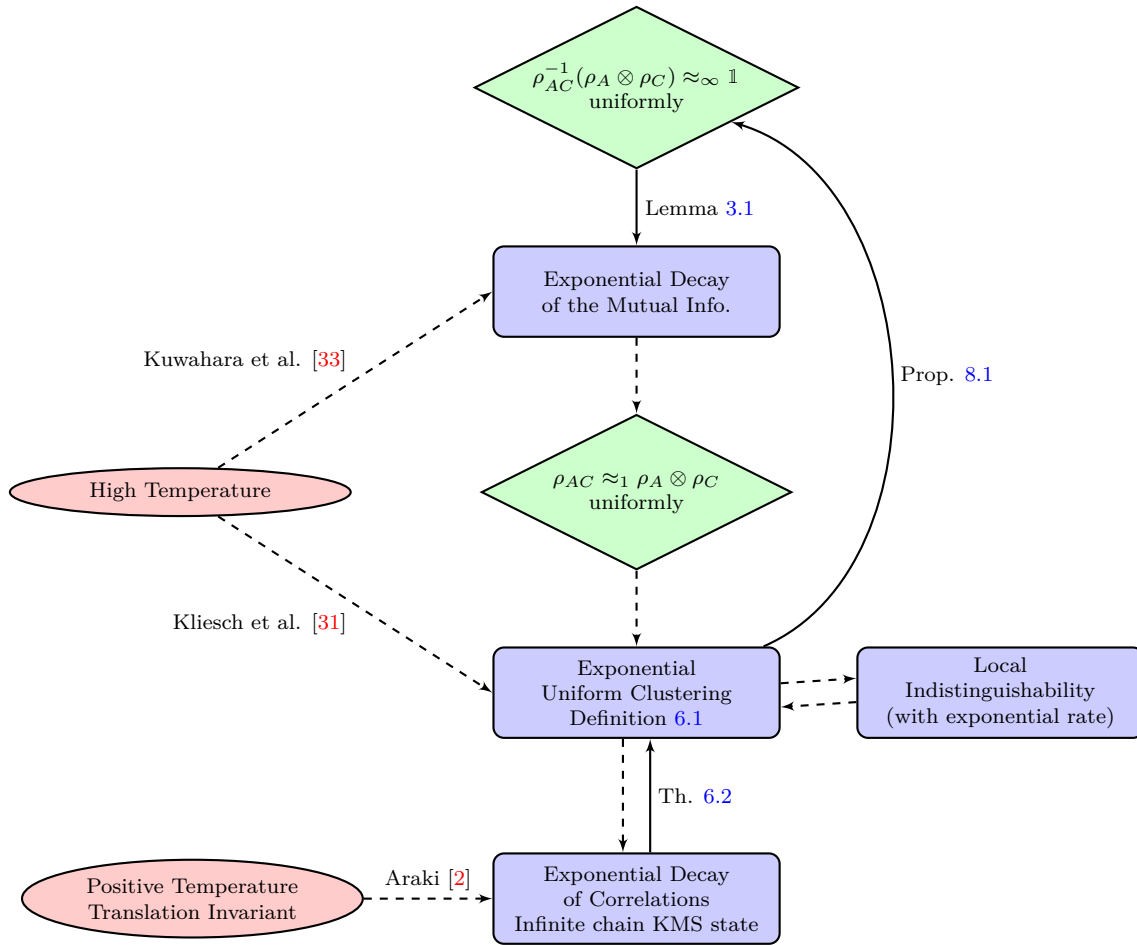 ρ_{AC}^{-1}(ρ_A ⊗ ρ_C) ≈_∞ 𝟙
uniformly
Lemma 3.1
Exponential Decay
of the Mutual Info.
Kuwahara et al. [33]
Prop. 8.1
ρ_{AC} ≈_1 ρ_A ⊗ ρ_C
uniformly
High Temperature
Kliesch et al. [31]
Exponential
Uniform Clustering
Definition 6.1
Local
Indistinguishability
(with exponential rate)
Th. 6.2
Positive Temperature
Translation Invariant
Araki [2]
Exponential Decay
of Correlations
Infinite chain KMS state